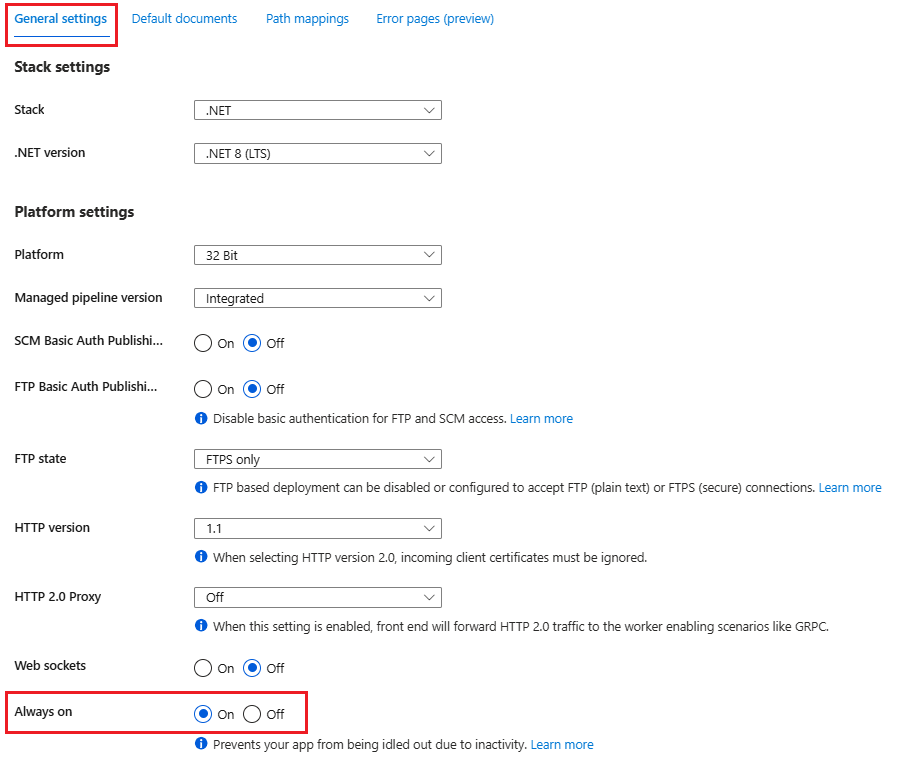 General settings Default documents Path mappings Error pages (preview)
Stack settings
Stack .NET
.NET version .NET 8 (LTS)
Platform settings
Platform 32 Bit
Managed pipeline version Integrated
SCM Basic Auth Publishi... On Off
FTP Basic Auth Publishi... On Off
Disable basic authentication for FTP and SCM access. Learn more
FTP state FTPS only
FTP based deployment can be disabled or configured to accept FTP (plain text) or FTPS (secure) connections. Learn more
HTTP version 1.1
When selecting HTTP version 2.0, incoming client certificates must be ignored.
HTTP 2.0 Proxy Off
When this setting is enabled, front end will forward HTTP 2.0 traffic to the worker enabling scenarios like GRPC.
Web sockets On Off
Always on On Off
Prevents your app from being idled out due to inactivity. Learn more